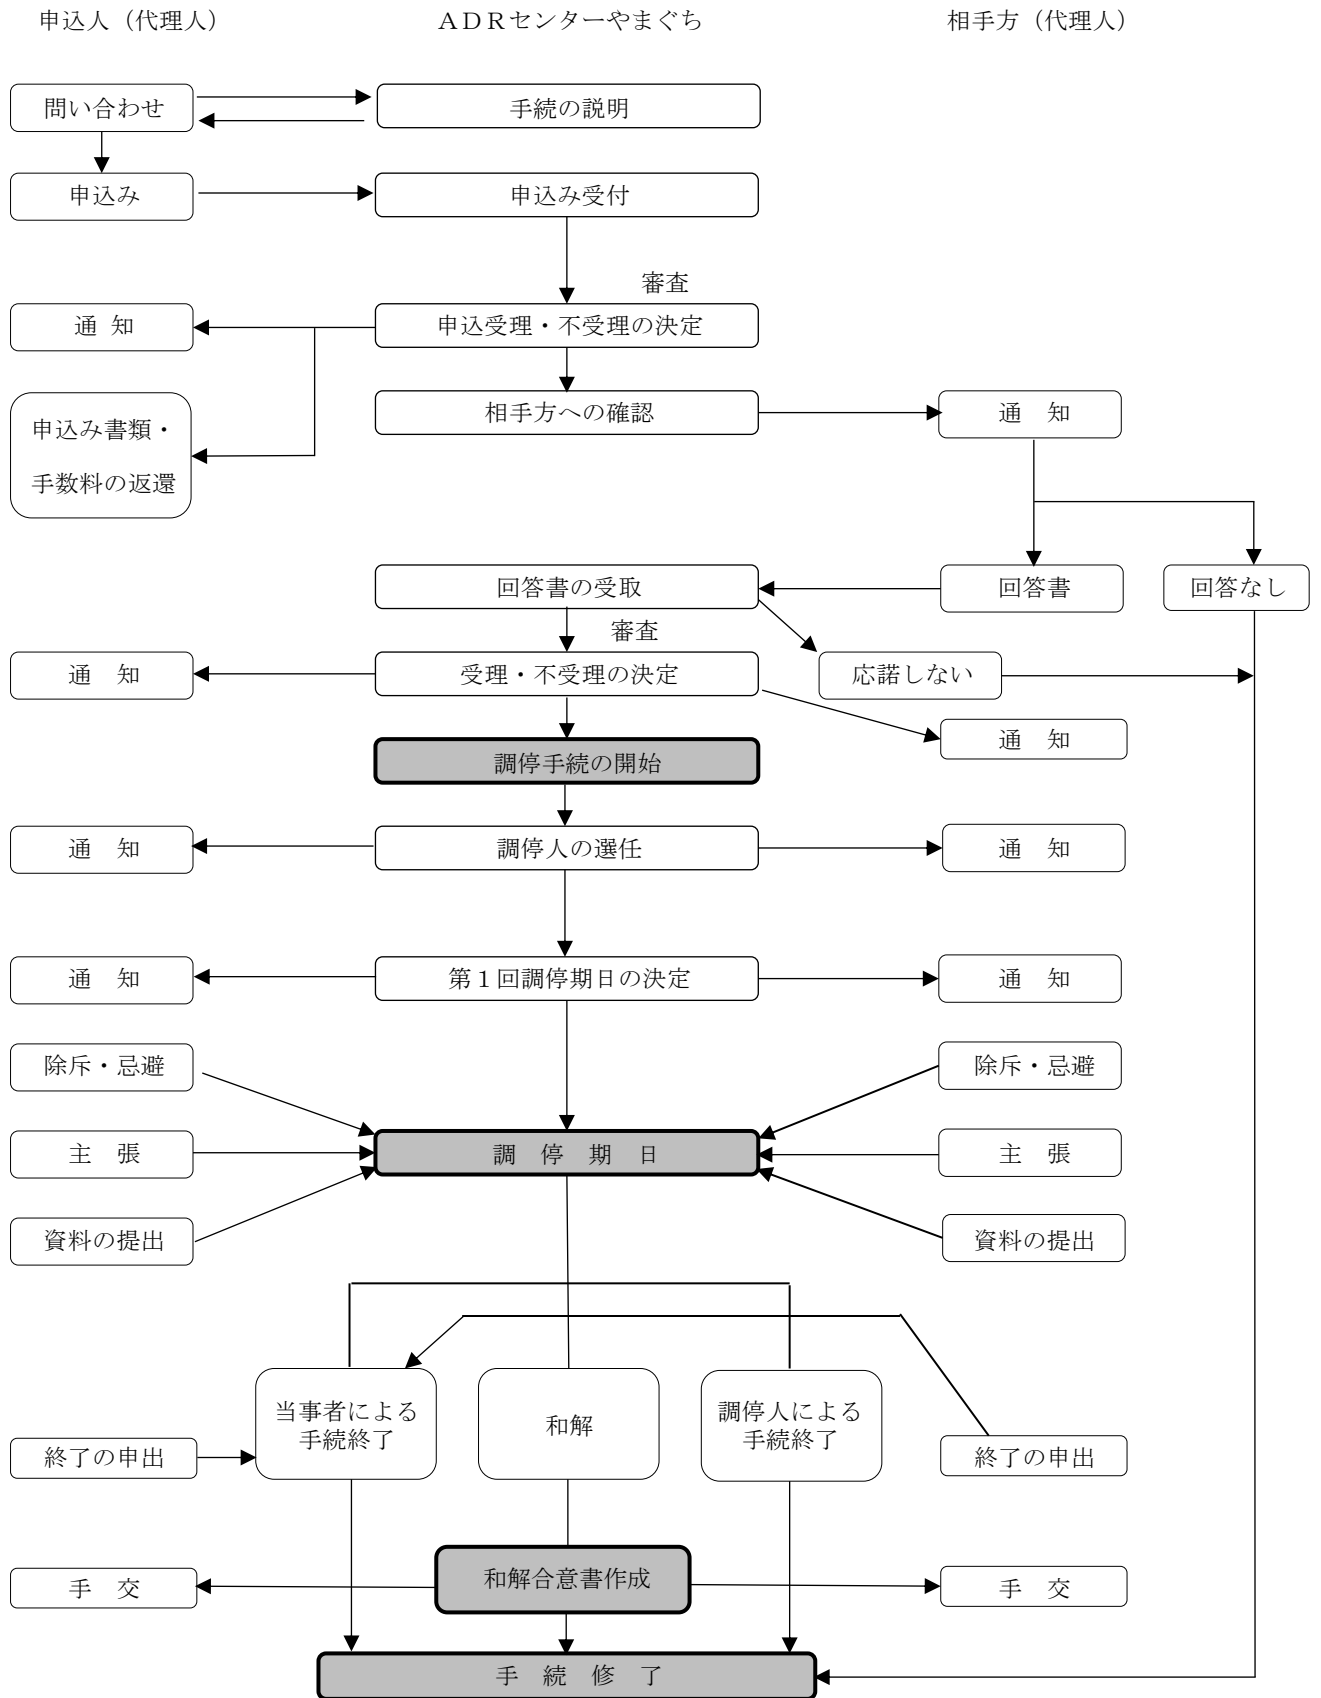 申込人（代理人）　ＡＤＲセンターやまぐち　相手方（代理人）
問い合わせ　手続の説明
申込み　申込み受付
審査
通　知　申込受理・不受理の決定
相手方への確認　通　知
申込み書類・
手数料の返還
回答書の受取　回答書　回答なし
審査
通　知　受理・不受理の決定　応諾しない
通　知
調停手続の開始
通　知　調停人の選任　通　知
通　知　第１回調停期日の決定　通　知
除斥・忌避　除斥・忌避
主　張　調　停　期　日　主　張
資料の提出　資料の提出
当事者による
手続終了
和解
調停人による
手続終了
終了の申出　終了の申出
和解合意書作成
手　交　手　交
手　続　修　了